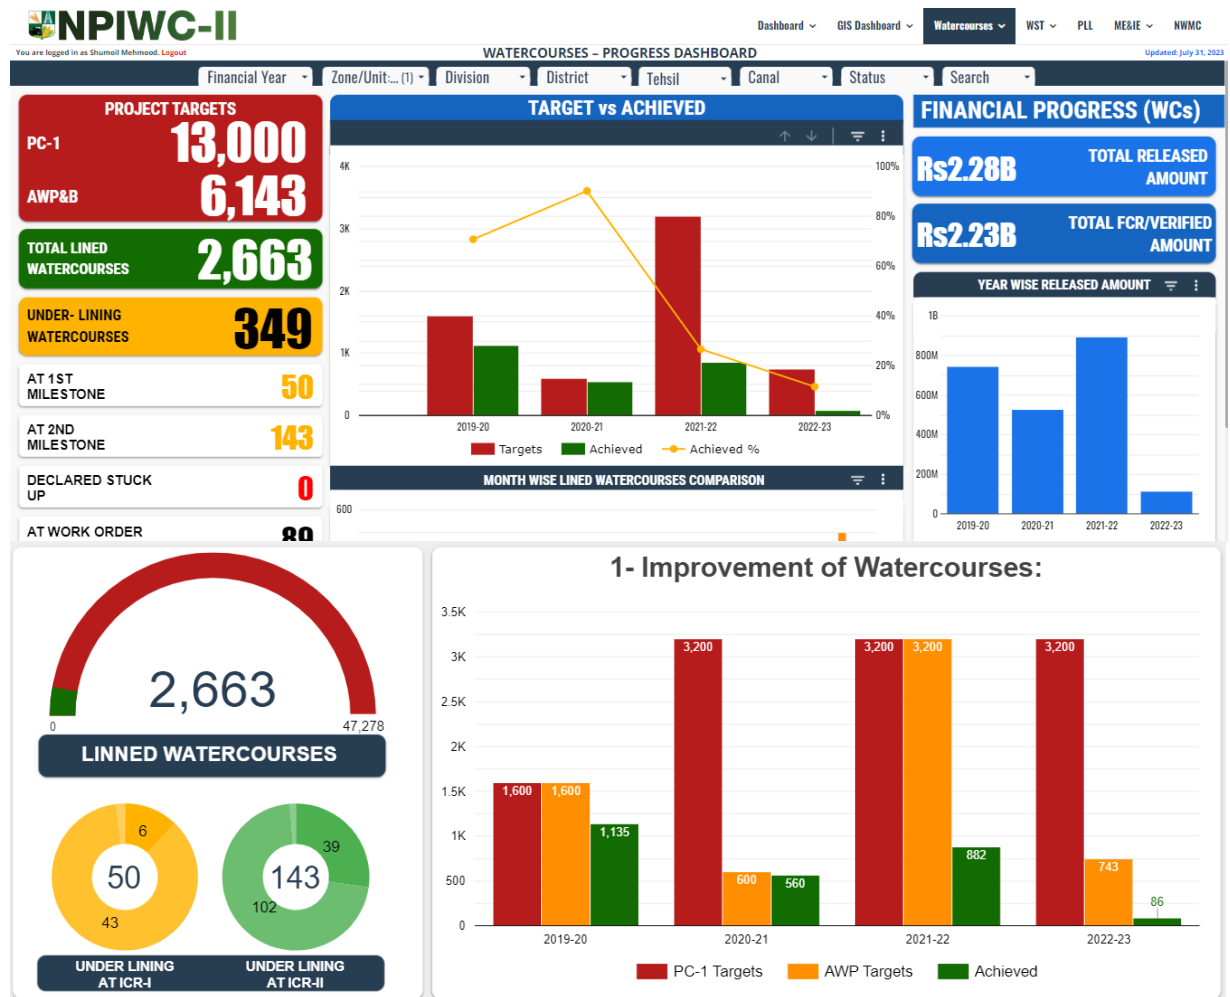 NPIWC-II
Dashboard
GIS Dashboard
Watercourses
WST
PLL
ME&IE
NWMC
You are logged in as Shumoil Mehmood. Logout
WATERCOURSES – PROGRESS DASHBOARD
Updated: July 31, 2023
Financial Year
Zone/Unit:... (1)
Division
District
Tehsil
Canal
Status
Search
PROJECT TARGETS
PC-1
13,000
AWP&B
6,143
TOTAL LINED
WATERCOURSES
2,663
UNDER- LINING
WATERCOURSES
349
AT 1ST
MILESTONE
50
AT 2ND
MILESTONE
143
DECLARED STUCK
UP
0
AT WORK ORDER
89
TARGET vs ACHIEVED
4K
3K
2K
1K
0
100%
80%
60%
40%
20%
0%
2019-20
2020-21
2021-22
2022-23
Targets
Achieved
Achieved %
MONTH WISE LINED WATERCOURSES COMPARISON
600
FINANCIAL PROGRESS (WCs)
Rs2.28B
TOTAL RELEASED
AMOUNT
Rs2.23B
TOTAL FCR/VERIFIED
AMOUNT
YEAR WISE RELEASED AMOUNT
1B
800M
600M
400M
200M
0
2019-20
2020-21
2021-22
2022-23
2,663
0
47,278
LINNED WATERCOURSES
6
50
43
39
143
102
UNDER LINING
AT ICR-I
UNDER LINING
AT ICR-II
1- Improvement of Watercourses:
3.5K
3K
2.5K
2K
1.5K
1K
500
0
1,600
1,600
1,135
3,200
600
560
3,200
3,200
882
3,200
743
86
2019-20
2020-21
2021-22
2022-23
PC-1 Targets
AWP Targets
Achieved